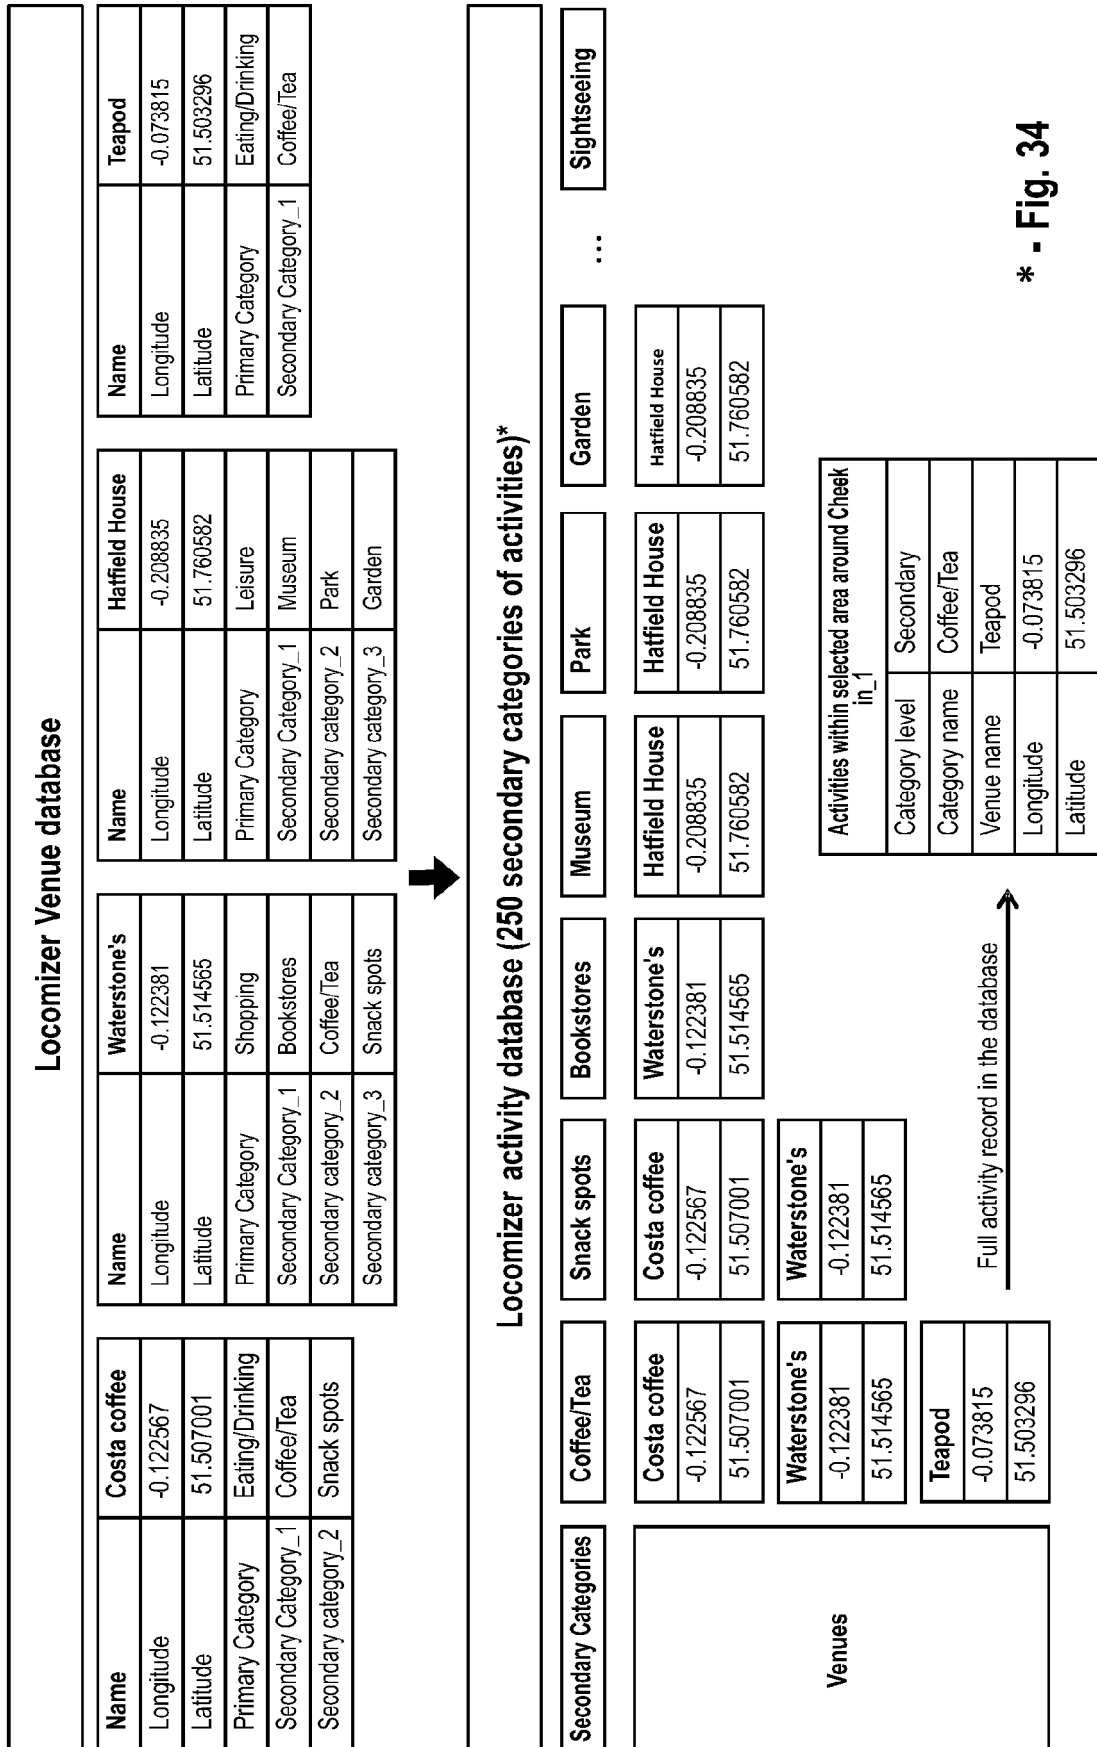 Locomizer Venue database
Name Costa coffee
Longitude -0.122567
Latitude 51.507001
Primary Category Eating/Drinking
Secondary Category_1 Coffee/Tea
Secondary category_2 Snack spots
Name Waterstone's
Longitude -0.122381
Latitude 51.514565
Primary Category Shopping
Secondary Category_1 Bookstores
Secondary category_2 Coffee/Tea
Secondary category_3 Snack spots
Name Hatfield House
Longitude -0.208835
Latitude 51.760582
Primary Category Leisure
Secondary Category_1 Museum
Secondary category_2 Park
Secondary category_3 Garden
Name Teapod
Longitude -0.073815
Latitude 51.503296
Primary Category Eating/Drinking
Secondary Category_1 Coffee/Tea
Locomizer activity database (250 secondary categories of activities)*
Secondary Categories Coffee/Tea Snack spots Bookstores Museum Park Garden ... Sightseeing
Venues
Costa coffee
-0.122567
51.507001
Waterstone's
-0.122381
51.514565
Teapod
-0.073815
51.503296
Costa coffee
-0.122567
51.507001
Waterstone's
-0.122381
51.514565
Waterstone's
-0.122381
51.514565
Hatfield House
-0.208835
51.760582
Hatfield House
-0.208835
51.760582
Hatfield House
-0.208835
51.760582
Full activity record in the database
Activities within selected area around Cheek
in_1
Category level Secondary
Category name Coffee/Tea
Venue name Teapod
Longitude -0.073815
Latitude 51.503296
* - Fig. 34